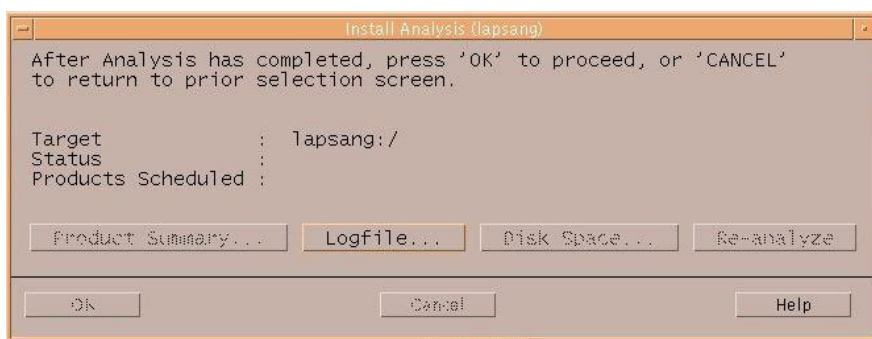 Install Analysis (lapsang)
After Analysis has completed, press 'OK' to proceed, or 'CANCEL'
to return to prior selection screen.
Target : lapsang:/
Status :
Products Scheduled :
Product Summary... Logfile... Disk Space... Re-analyze
OK Cancel Help